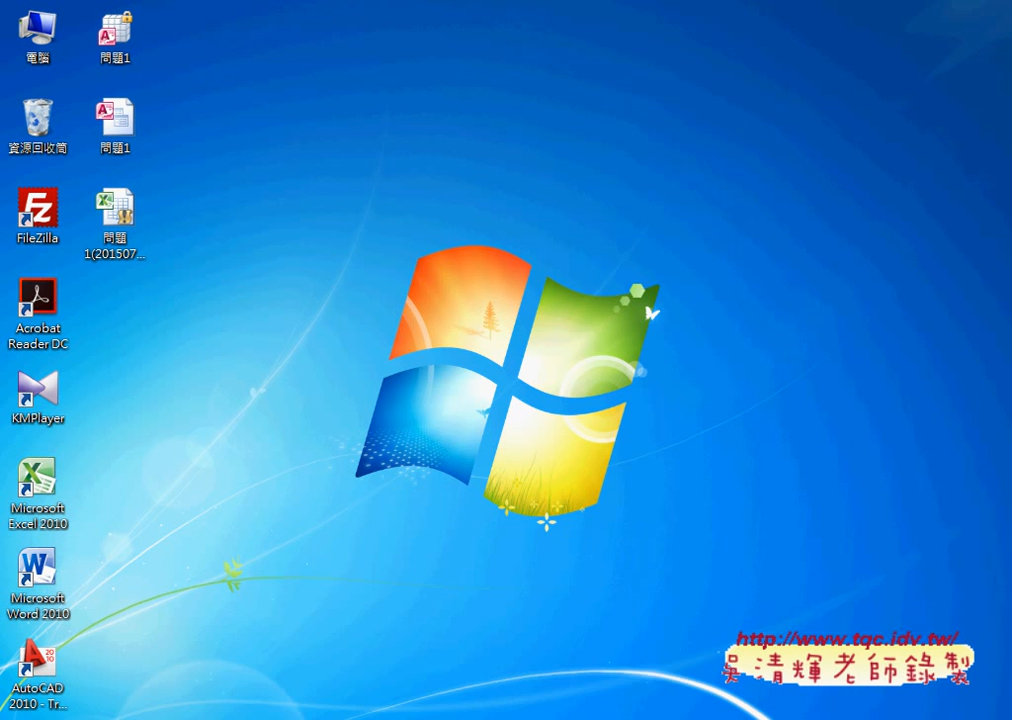 電腦
問題1
資源回收筒
問題1
FileZilla
問題
1(201507...
Acrobat
Reader DC
KMPlayer
Microsoft
Excel 2010
Microsoft
Word 2010
AutoCAD
2010 - Tr...
http://www.tqc.idv.tw/
吳清輝老師錄製